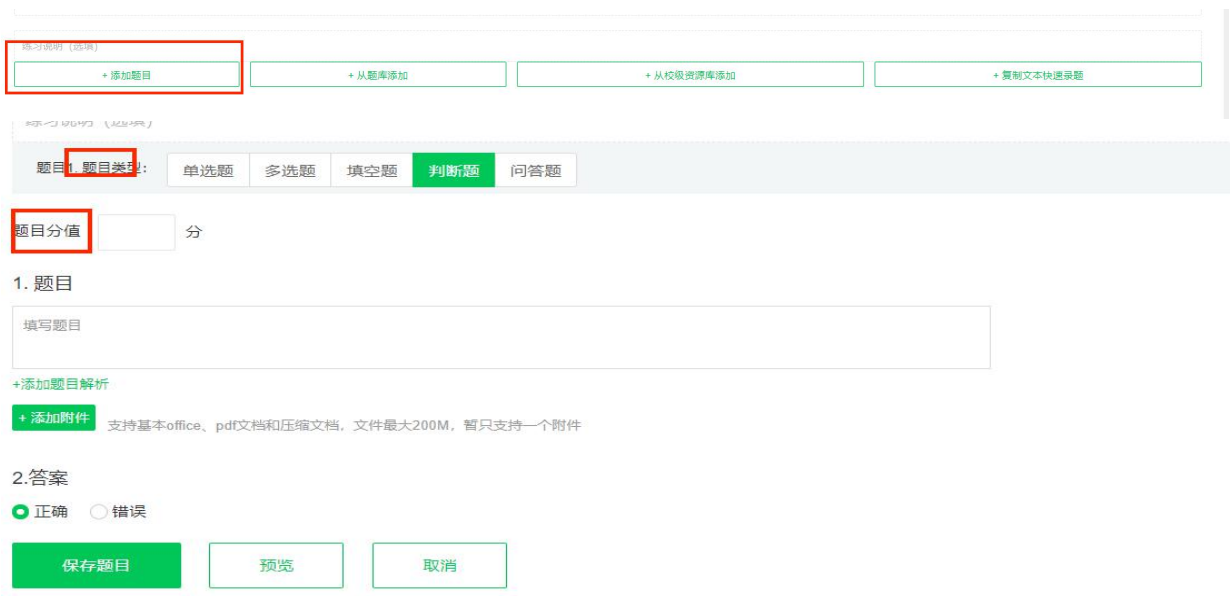 练习说明 (选填)
+ 添加题目 + 从题库添加 + 从校级资源库添加 + 复制文本快速录题
练习说明 (选填)
题目1. 题目类型: 单选题 多选题 填空题 判断题 问答题
题目分值 分
1. 题目
填写题目
+添加题目解析
+ 添加附件 支持基本office、pdf文档和压缩文档，文件最大200M，暂只支持一个附件
2.答案
正确 错误
保存题目 预览 取消